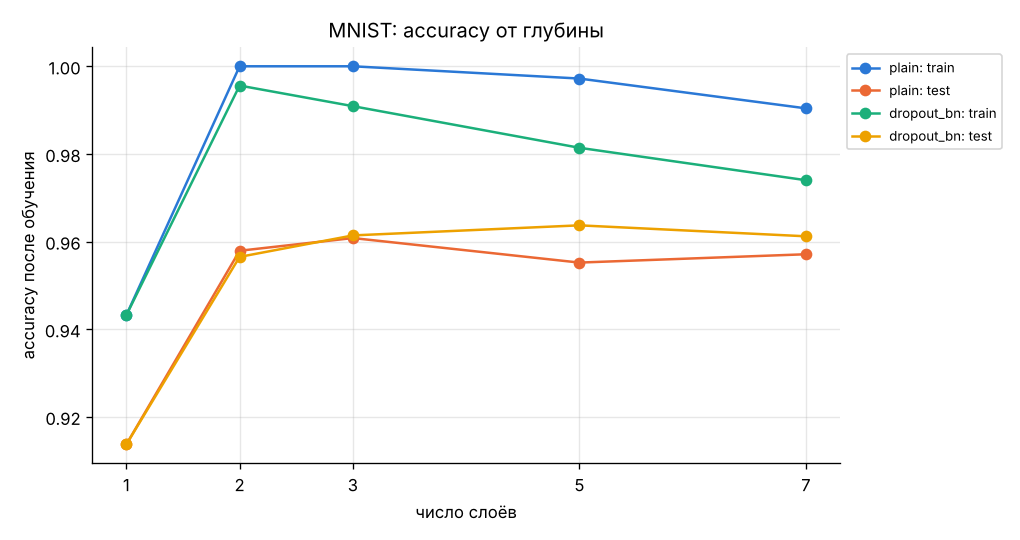 MNIST: accuracy от глубины
accuracy после обучения
1.00
0.98
0.96
0.94
0.92
1 2 3 5 7
число слоёв
plain: train
plain: test
dropout_bn: train
dropout_bn: test